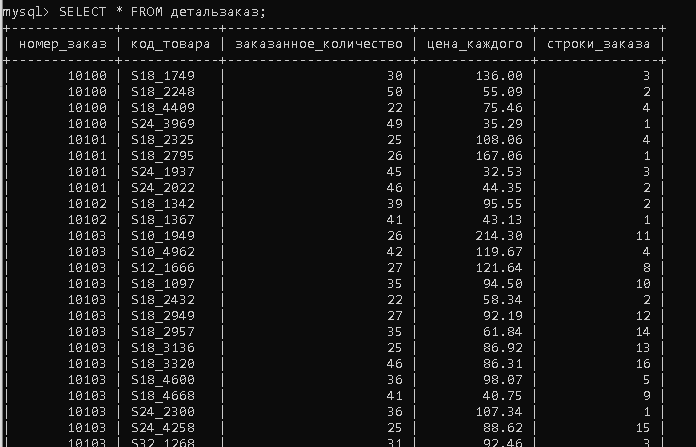 mysql> SELECT * FROM детальзаказ;
+-------------+------------+-----------------------+--------------+---------------+
| номер_заказ | код_товара | заказанное_количество | цена_каждого | строки_заказа |
+-------------+------------+-----------------------+--------------+---------------+
| 10100 | S18_1749 | 30 | 136.00 | 3 |
| 10100 | S18_2248 | 50 | 55.09 | 2 |
| 10100 | S18_4409 | 22 | 75.46 | 4 |
| 10100 | S24_3969 | 49 | 35.29 | 1 |
| 10101 | S18_2325 | 25 | 108.06 | 4 |
| 10101 | S18_2795 | 26 | 167.06 | 1 |
| 10101 | S24_1937 | 45 | 32.53 | 3 |
| 10101 | S24_2022 | 46 | 44.35 | 2 |
| 10102 | S18_1342 | 39 | 95.55 | 2 |
| 10102 | S18_1367 | 41 | 43.13 | 1 |
| 10103 | S10_1949 | 26 | 214.30 | 11 |
| 10103 | S10_4962 | 42 | 119.67 | 4 |
| 10103 | S12_1666 | 27 | 121.64 | 8 |
| 10103 | S18_1097 | 35 | 94.50 | 10 |
| 10103 | S18_2432 | 22 | 58.34 | 2 |
| 10103 | S18_2949 | 27 | 92.19 | 12 |
| 10103 | S18_2957 | 35 | 61.84 | 14 |
| 10103 | S18_3136 | 25 | 86.92 | 13 |
| 10103 | S18_3320 | 46 | 86.31 | 16 |
| 10103 | S18_4600 | 36 | 98.07 | 5 |
| 10103 | S18_4668 | 41 | 40.75 | 9 |
| 10103 | S24_2300 | 36 | 107.34 | 1 |
| 10103 | S24_4258 | 25 | 88.62 | 15 |
| 10103 | S32_1268 | 31 | 92.46 | 3 |